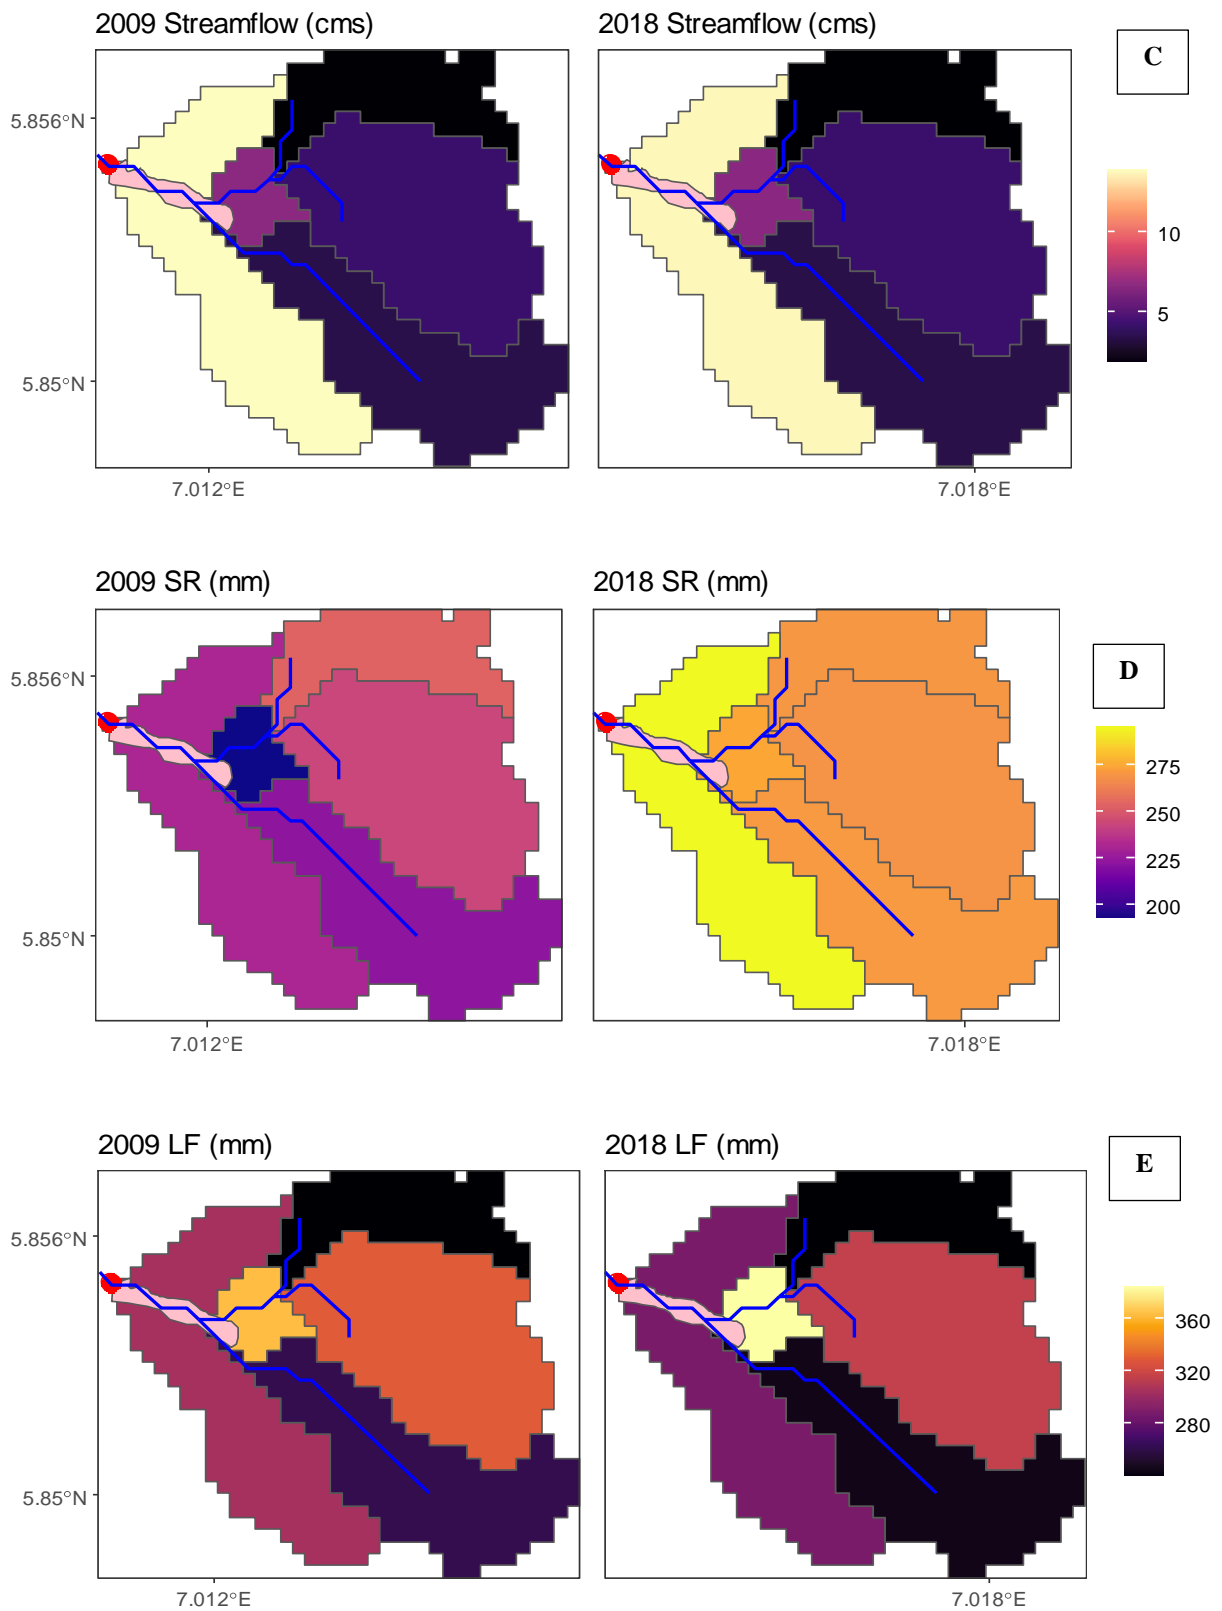 2009 Streamflow (cms)
2018 Streamflow (cms)
C
5.856°N
5.85°N
7.012°E
7.018°E
10
5
2009 SR (mm)
2018 SR (mm)
D
5.856°N
5.85°N
7.012°E
7.018°E
275
250
225
200
2009 LF (mm)
2018 LF (mm)
E
5.856°N
5.85°N
7.012°E
7.018°E
360
320
280